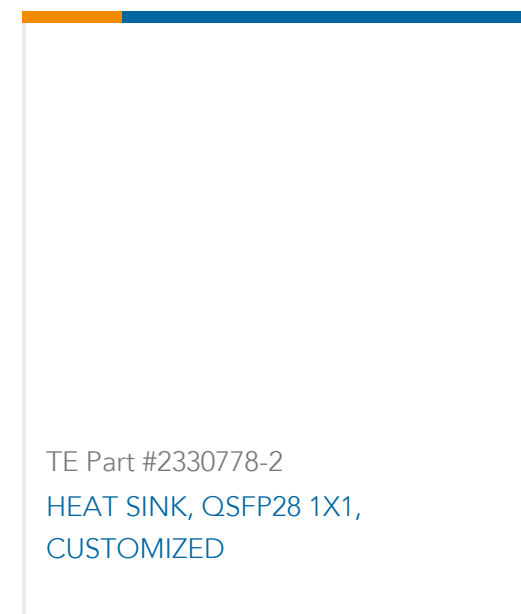 TE Part #2330778-2
HEAT SINK, QSFP28 1X1,
CUSTOMIZED